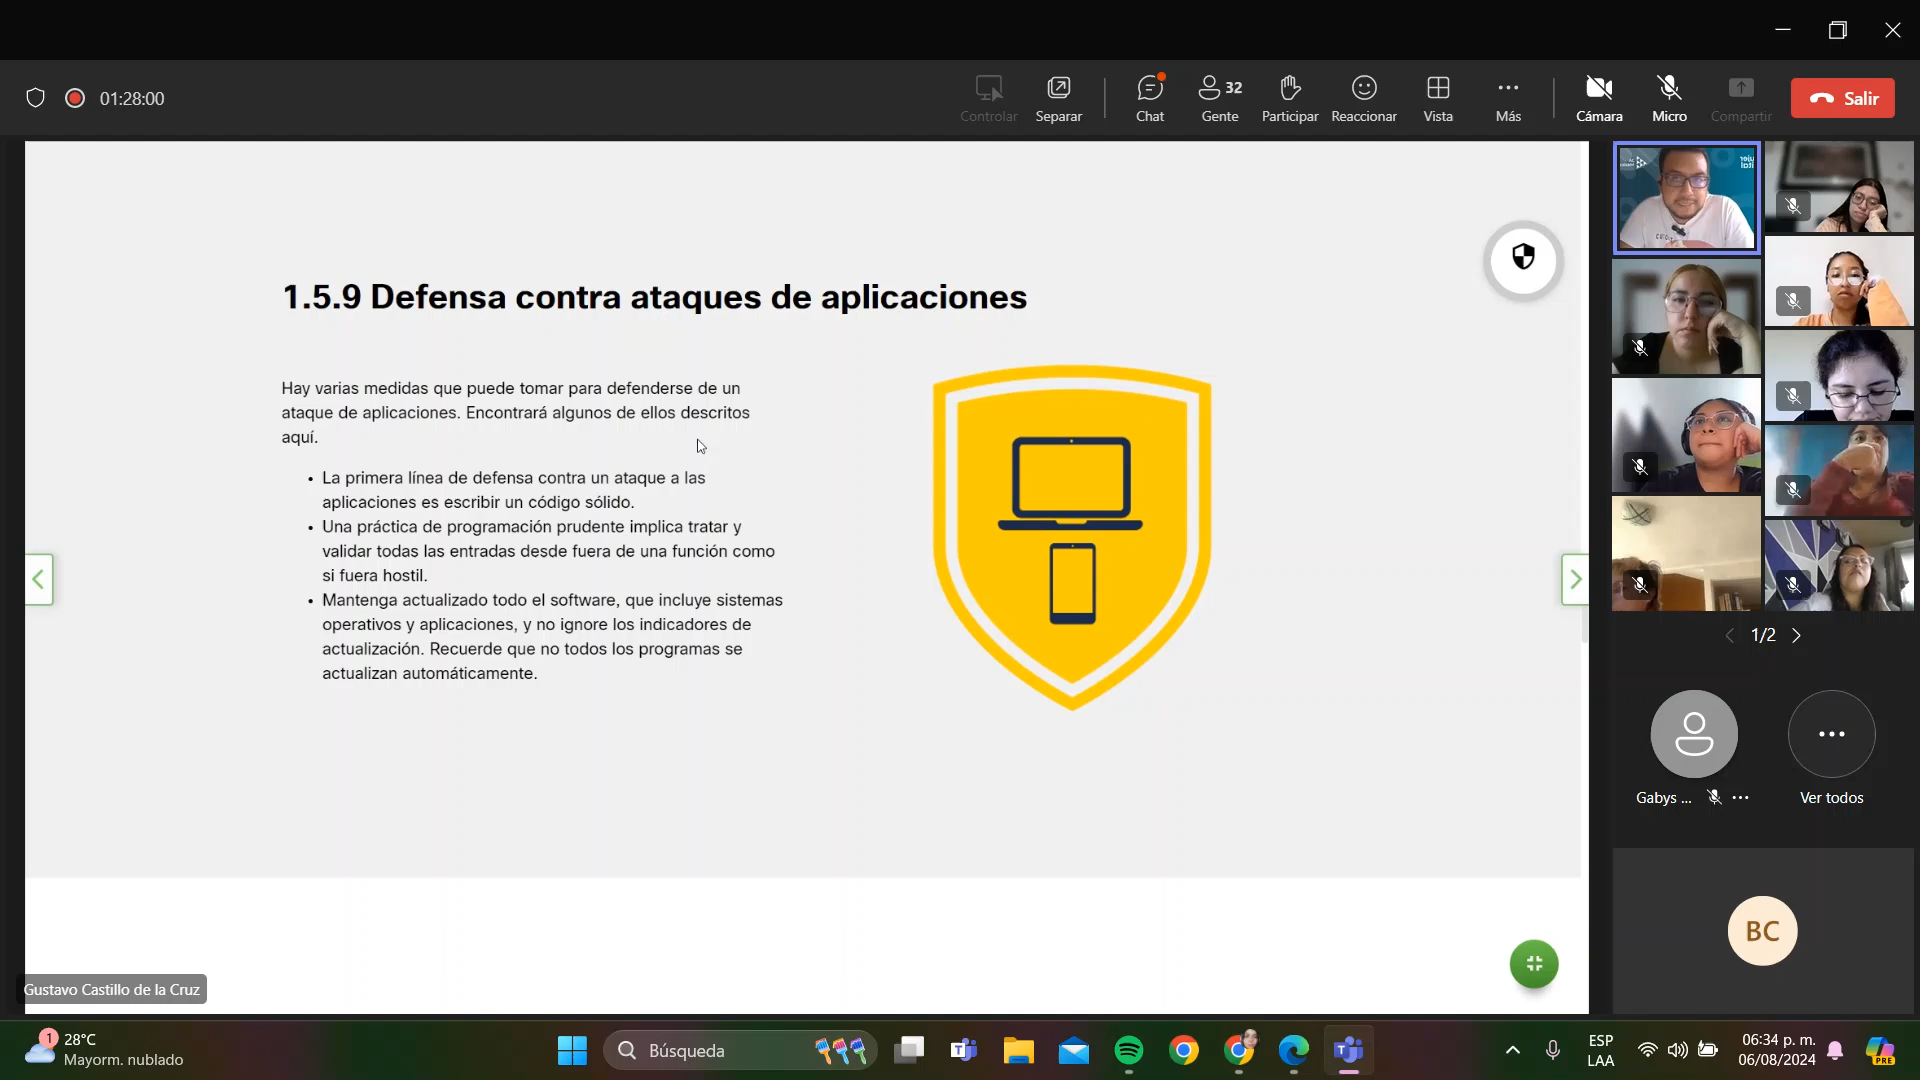 01:28:00
Controlar
Separar
Chat
32
Gente
Participar
Reaccionar
Vista
Más
Cámara
Micro
Compartir
Salir
1.5.9 Defensa contra ataques de aplicaciones
Hay varias medidas que puede tomar para defenderse de un
ataque de aplicaciones. Encontrará algunos de ellos descritos
aquí.
• La primera línea de defensa contra un ataque a las
aplicaciones es escribir un código sólido.
• Una práctica de programación prudente implica tratar y
validar todas las entradas desde fuera de una función como
si fuera hostil.
• Mantenga actualizado todo el software, que incluye sistemas
operativos y aplicaciones, y no ignore los indicadores de
actualización. Recuerde que no todos los programas se
actualizan automáticamente.
1/2
Gabys ...
Ver todos
BC
Gustavo Castillo de la Cruz
1
28°C
Mayorm. nublado
Búsqueda
ESP
LAA
06:34 p. m.
06/08/2024
PRE